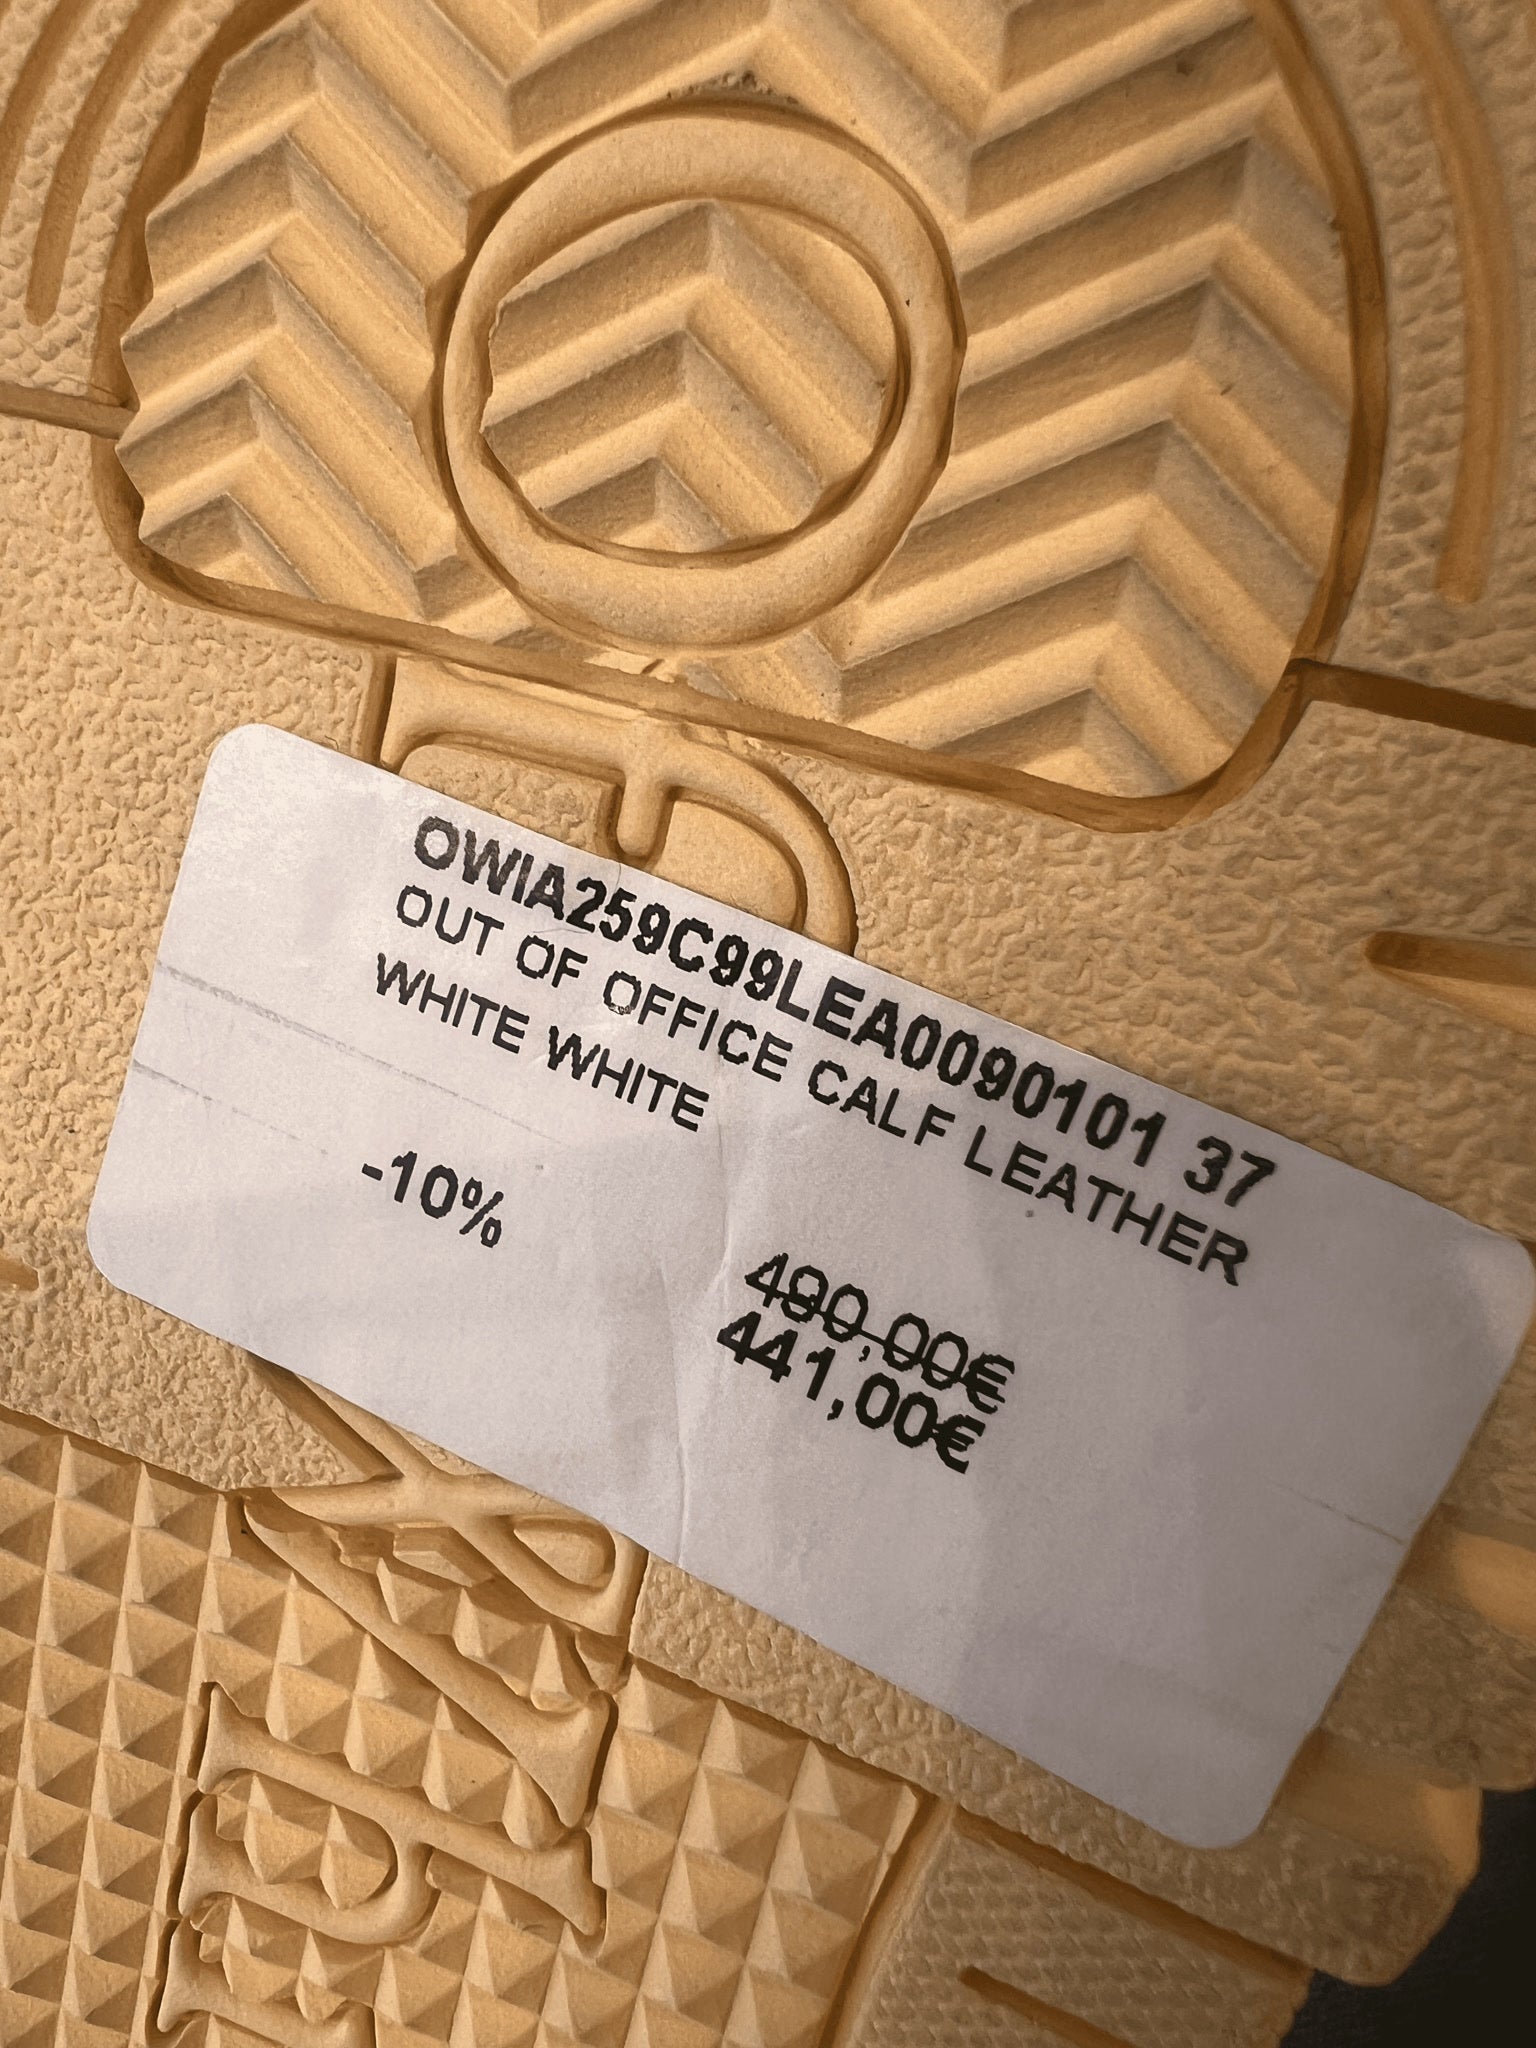 OWIA259C99LEA0090101 37
OUT OF OFFICE CALF LEATHER
WHITE WHITE
-10%
490,00€
441,00€